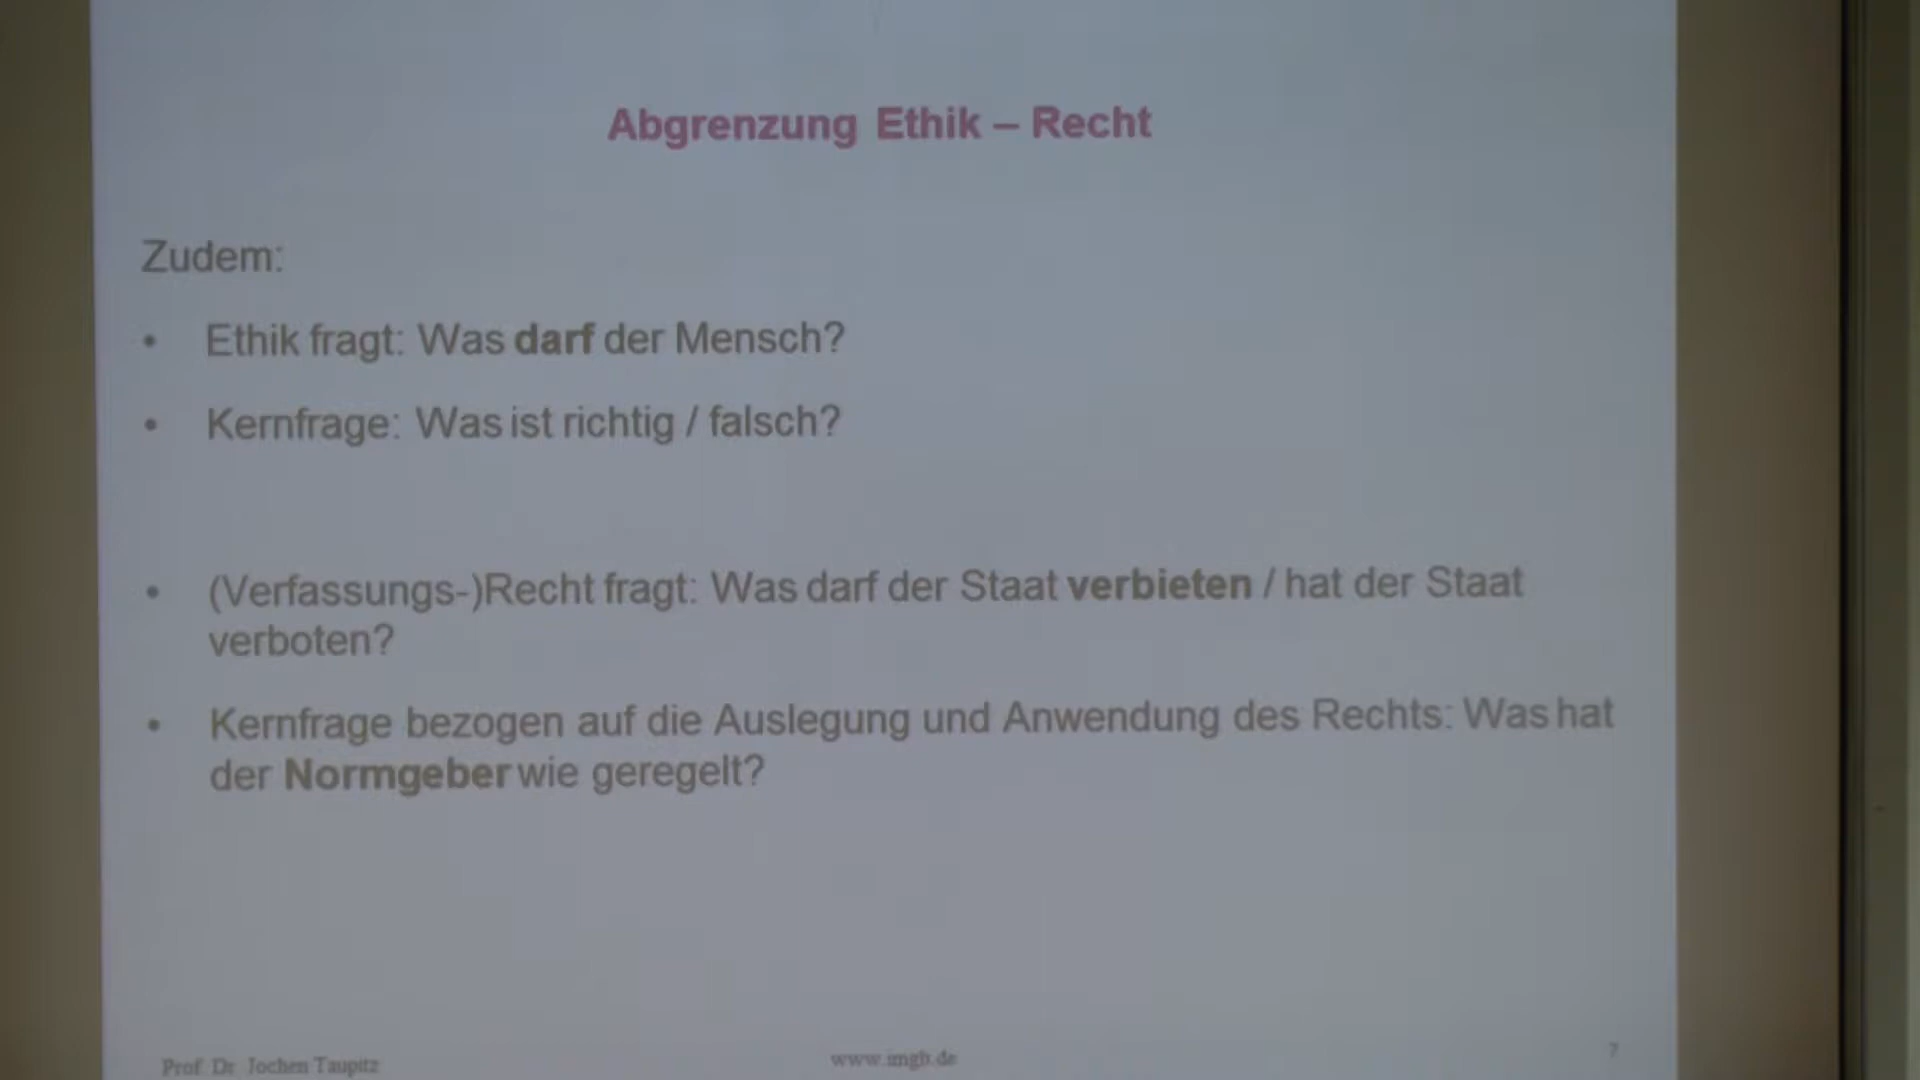 Abgrenzung Ethik – Recht
Zudem:
• Ethik fragt: Was darf der Mensch?
• Kernfrage: Was ist richtig / falsch?
• (Verfassungs-)Recht fragt: Was darf der Staat verbieten / hat der Staat
verboten?
• Kernfrage bezogen auf die Auslegung und Anwendung des Rechts: Was hat
der Normgeber wie geregelt?
Prof. Dr. Jochen Taupitz
www.imgb.de
7